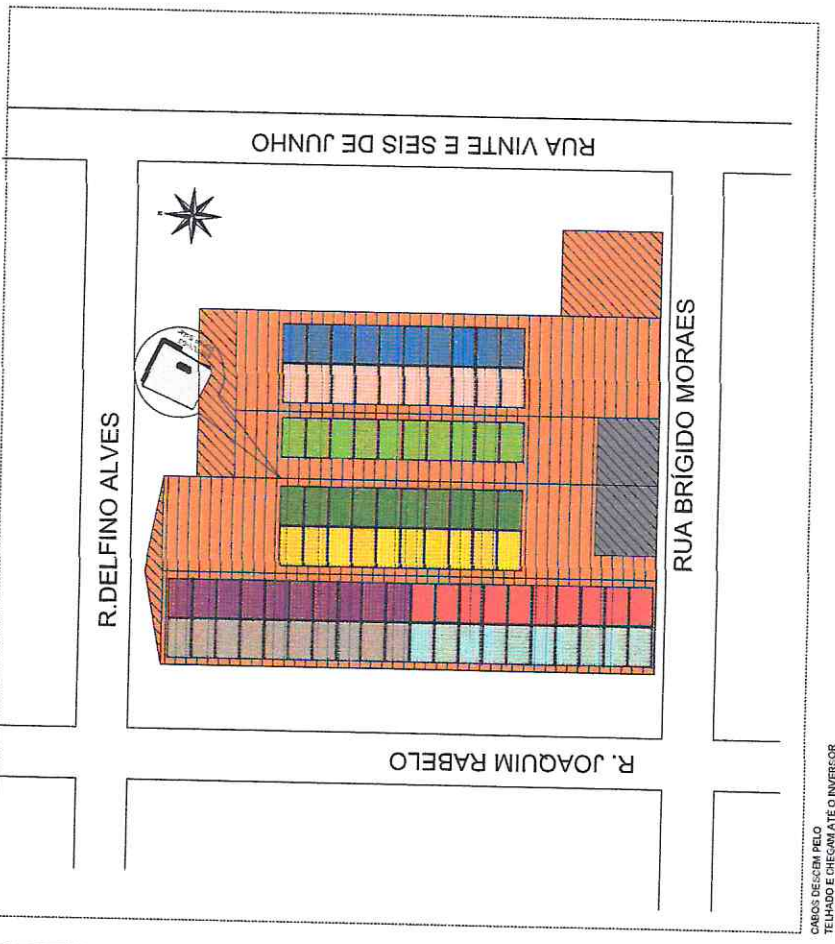 RUA VINTE E SEIS DE JUNHO
R.DELFINO ALVES
RUA BRÍGIDO MORAES
R. JOAQUIM RABELO
CABOS DESCEM PELO
TELHADO E CHEGAM ATÉ O INVERSOR